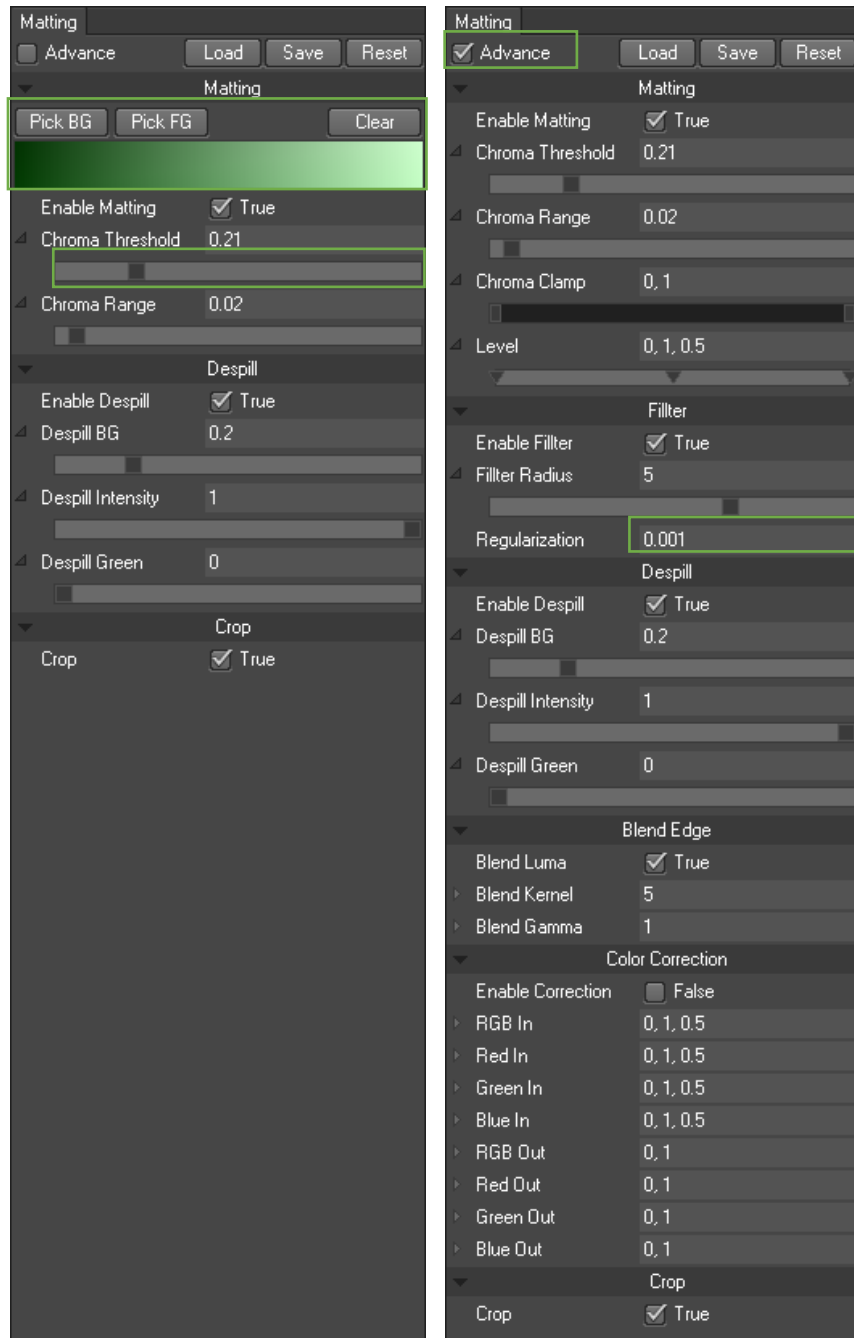 Matting
Advance Load Save Reset
Matting
Pick BG Pick FG Clear
Enable Matting True
Chroma Threshold 0.21
Chroma Range 0.02
Despill
Enable Despill True
Despill BG 0.2
Despill Intensity 1
Despill Green 0
Crop
Crop True
Matting
Advance Load Save Reset
Matting
Enable Matting True
Chroma Threshold 0.21
Chroma Range 0.02
Chroma Clamp 0, 1
Level 0, 1, 0.5
Fillter
Enable Fillter True
Fillter Radius 5
Regularization 0.001
Despill
Enable Despill True
Despill BG 0.2
Despill Intensity 1
Despill Green 0
Blend Edge
Blend Luma True
Blend Kernel 5
Blend Gamma 1
Color Correction
Enable Correction False
RGB In 0, 1, 0.5
Red In 0, 1, 0.5
Green In 0, 1, 0.5
Blue In 0, 1, 0.5
RGB Out 0, 1
Red Out 0, 1
Green Out 0, 1
Blue Out 0, 1
Crop
Crop True